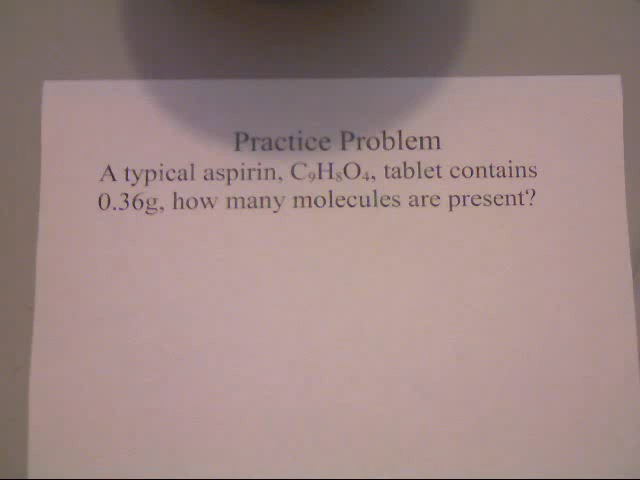 Practice Problem
A typical aspirin, C₉H₈O₄, tablet contains
0.36g, how many molecules are present?